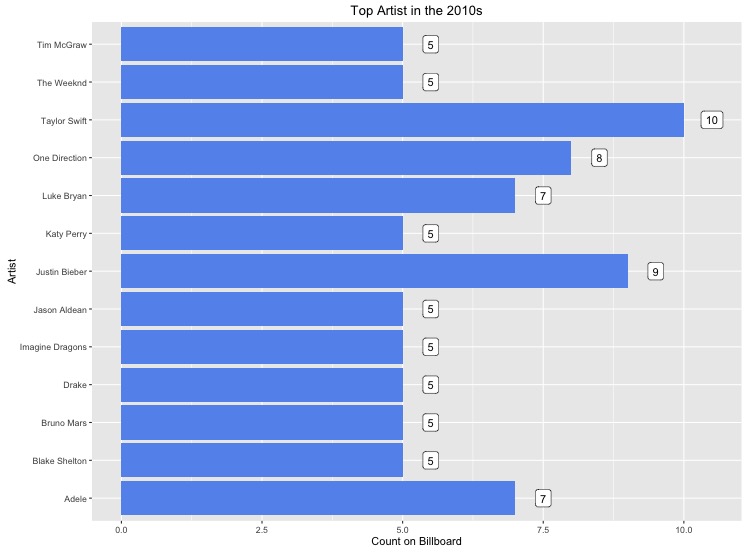 Top Artist in the 2010s
Artist
Tim McGraw 5
The Weeknd 5
Taylor Swift 10
One Direction 8
Luke Bryan 7
Katy Perry 5
Justin Bieber 9
Jason Aldean 5
Imagine Dragons 5
Drake 5
Bruno Mars 5
Blake Shelton 5
Adele 7
0.0 2.5 5.0 7.5 10.0
Count on Billboard